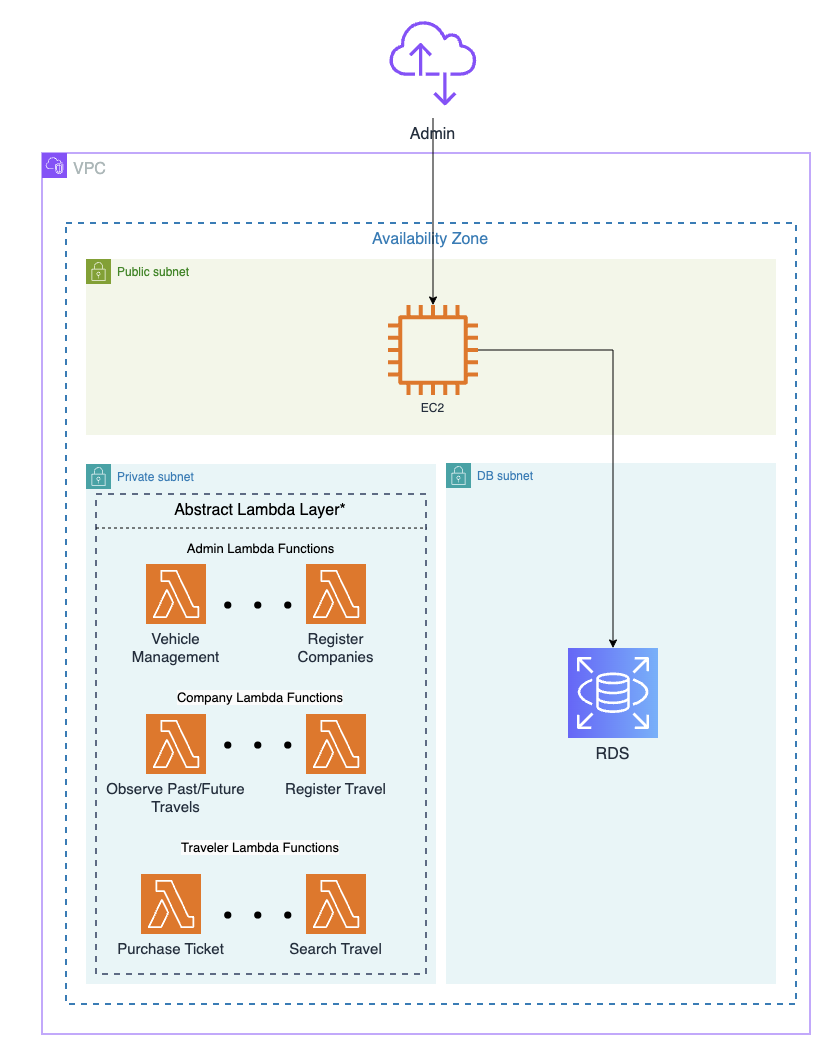 Admin
VPC
Availability Zone
Public subnet
EC2
Private subnet
DB subnet
Abstract Lambda Layer*
Admin Lambda Functions
Vehicle
Management
Register
Companies
Company Lambda Functions
Observe Past/Future
Travels
Register Travel
RDS
Traveler Lambda Functions
Purchase Ticket
Search Travel